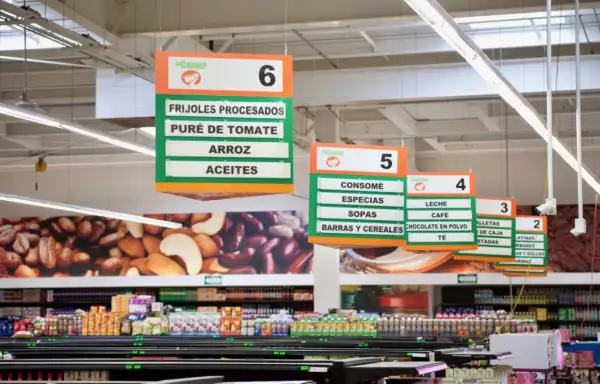 6
FRIJOLES PROCESADOS
PURÉ DE TOMATE
ARROZ
ACEITES
5
CONSOMÉ
ESPECIAS
SOPAS
BARRAS Y CEREALES
4
LECHE
CAFE
CHOCOLATE EN POLVO
TÉ
3
2